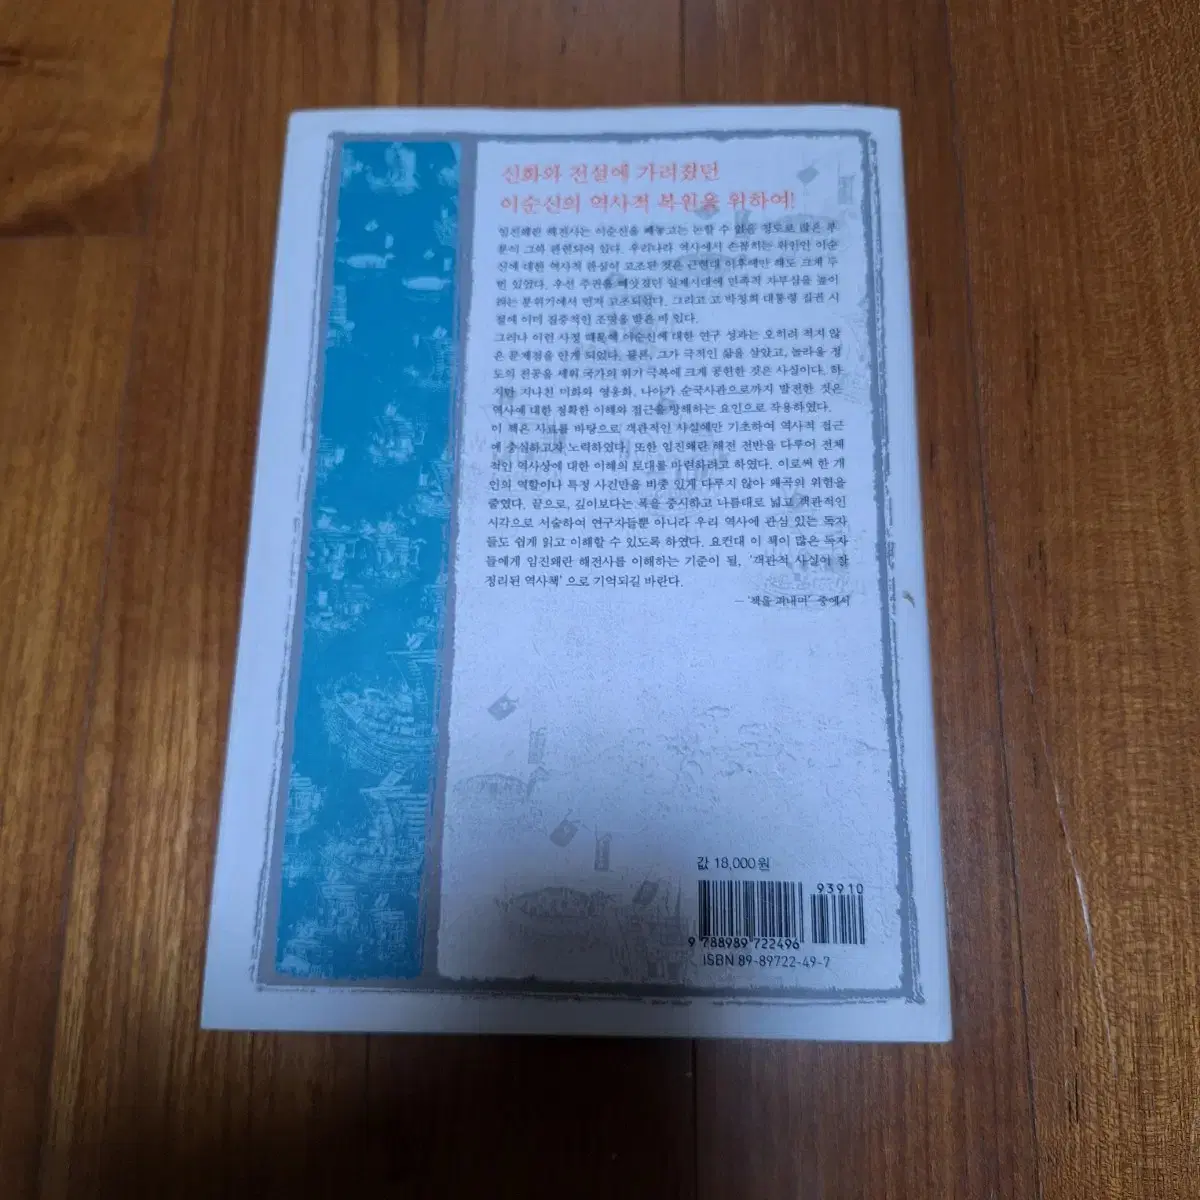 신화와 전설에 가려졌던
이순신의 역사적 복원을 위하여!
임진왜란 해전사는 이순신을 빼놓고는 논할 수 없을 정도로 많은 부
분이 그와 관련되어 있다. 우리나라 역사에서 손꼽히는 위인인 이순
신에 대한 역사적 관심이 고조된 것은 근현대 이후에만 해도 크게 두
번 있었다. 우선 주권을 빼앗겼던 일제시대에 민족적 자부심을 높이
려는 분위기에서 먼저 고조되었다. 그리고 고 박정희 대통령 집권 시
절에 이미 집중적인 조명을 받은 바 있다.
그러나 이런 사정 때문에 이순신에 대한 연구 성과는 오히려 적지 않
은 문제점을 안게 되었다. 물론, 그가 극적인 삶을 살았고, 놀라울 정
도의 전공을 세워 국가의 위기 극복에 크게 공헌한 것은 사실이다. 하
지만 지나친 미화와 영웅화, 나아가 순국사관으로까지 발전한 것은
역사에 대한 정확한 이해와 접근을 방해하는 요인으로 작용하였다.
이 책은 사료를 바탕으로 객관적인 사실에만 기초하여 역사적 접근
에 충실하고자 노력하였다. 또한 임진왜란 해전 전반을 다루어 전체
적인 역사상에 대한 이해의 토대를 마련하려고 하였다. 이로써 한 개
인의 역할이나 특정 사건만을 비중 있게 다루지 않아 왜곡의 위험을
줄였다. 끝으로, 깊이보다는 폭을 중시하고 나름대로 넓고 객관적인
시각으로 서술하여 연구자들뿐 아니라 우리 역사에 관심 있는 독자
들도 쉽게 읽고 이해할 수 있도록 하였다. 요컨대 이 책이 많은 독자
들에게 임진왜란 해전사를 이해하는 기준이 될, '객관적 사실이 잘
정리된 역사책'으로 기억되길 바란다.
— '책을 펴내며' 중에서
값 18,000원
93910
9 788989 722496
ISBN 89-89722-49-7